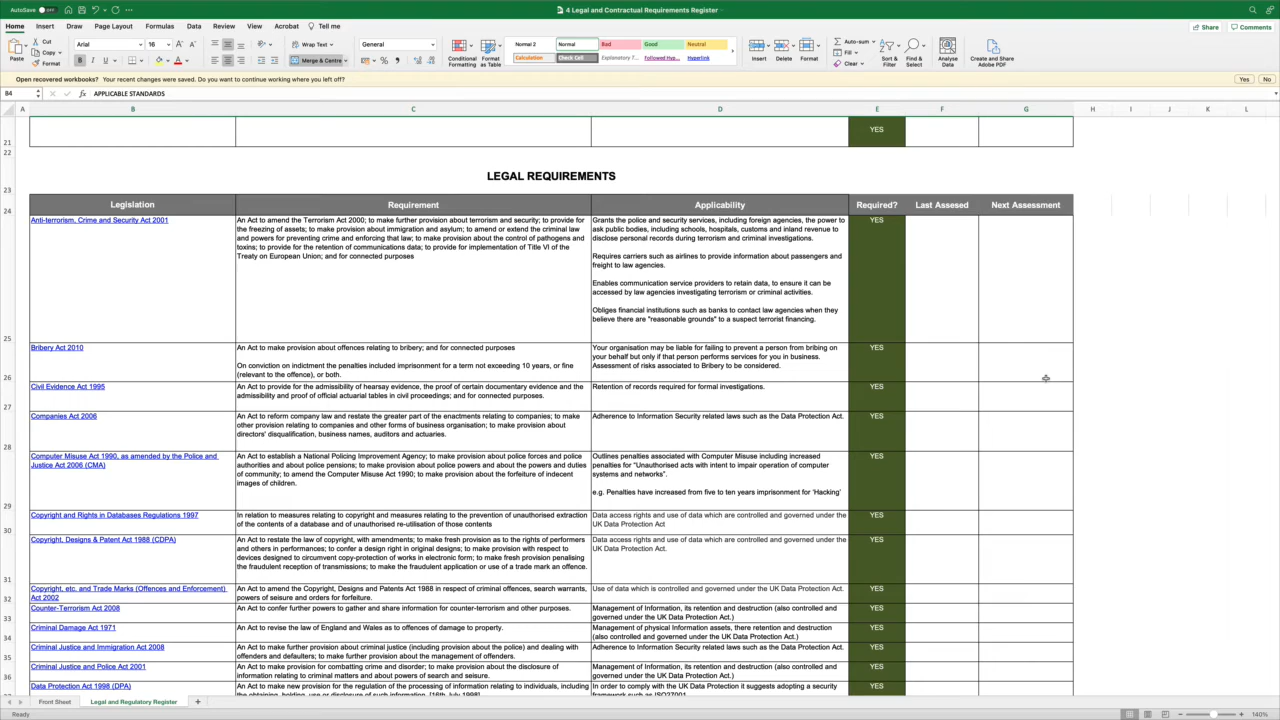 AutoSave OFF
4 Legal and Contractual Requirements Register
Home Insert Draw Page Layout Formulas Data Review View Acrobat Tell me Share Comments
Paste Cut Copy Format
Arial 16
Wrap Text
Merge & Centre
General
Conditional Formatting
Format as Table
Normal 2 Normal Bad Good Neutral
Calculation Check Cell Explanatory T... Followed Hyp... Hyperlink
Insert Delete Format
Auto-sum Fill Clear
Sort & Filter
Find & Select
Analyse Data
Create and Share Adobe PDF
Open recovered workbooks? Your recent changes were saved. Do you want to continue working where you left off? Yes No
B4 fx APPLICABLE STANDARDS
A B C D E F G H I J K L
21 YES
22
23 LEGAL REQUIREMENTS
24 Legislation Requirement Applicability Required? Last Assesed Next Assessment
25 Anti-terrorism, Crime and Security Act 2001
An Act to amend the Terrorism Act 2000; to make further provision about terrorism and security; to provide for
the freezing of assets; to make provision about immigration and asylum; to amend or extend the criminal law
and powers for preventing crime and enforcing that law; to make provision about the control of pathogens and
toxins; to provide for the retention of communications data; to provide for implementation of Title VI of the
Treaty on European Union; and for connected purposes
Grants the police and security services, including foreign agencies, the power to
ask public bodies, including schools, hospitals, customs and inland revenue to
disclose personal records during terrorism and criminal investigations.
Requires carriers such as airlines to provide information about passengers and
freight to law agencies.
Enables communication service providers to retain data, to ensure it can be
accessed by law agencies investigating terrorism or criminal activities.
Obliges financial institutions such as banks to contact law agencies when they
believe there are "reasonable grounds" to a suspect terrorist financing.
YES
26 Bribery Act 2010
An Act to make provision about offences relating to bribery; and for connected purposes
On conviction on indictment the penalties included imprisonment for a term not exceeding 10 years, or fine
(relevant to the offence), or both.
Your organisation may be liable for failing to prevent a person from bribing on
your behalf but only if that person performs services for you in business.
Assessment of risks associated to Bribery to be considered.
YES
27 Civil Evidence Act 1995
An Act to provide for the admissibility of hearsay evidence, the proof of certain documentary evidence and the
admissibility and proof of official actuarial tables in civil proceedings; and for connected purposes.
Retention of records required for formal investigations.
YES
28 Companies Act 2006
An Act to reform company law and restate the greater part of the enactments relating to companies; to make
other provision relating to companies and other forms of business organisation; to make provision about
directors' disqualification, business names, auditors and actuaries.
Adherence to Information Security related laws such as the Data Protection Act.
YES
29 Computer Misuse Act 1990, as amended by the Police and
Justice Act 2006 (CMA)
An Act to establish a National Policing Improvement Agency; to make provision about police forces and police
authorities and about police pensions; to make provision about police powers and about the powers and duties
of community; to amend the Computer Misuse Act 1990; to make provision about the forfeiture of indecent
images of children.
Outlines penalties associated with Computer Misuse including increased
penalties for "Unauthorised acts with intent to impair operation of computer
systems and networks".
e.g. Penalties have increased from five to ten years imprisonment for 'Hacking'
YES
30 Copyright and Rights in Databases Regulations 1997
In relation to measures relating to copyright and measures relating to the prevention of unauthorised extraction
of the contents of a database and of unauthorised re-utilisation of those contents
Data access rights and use of data which are controlled and governed under the
UK Data Protection Act
YES
31 Copyright, Designs & Patent Act 1988 (CDPA)
An Act to restate the law of copyright, with amendments; to make fresh provision as to the rights of performers
and others in performances; to confer a design right in original designs; to make provision with respect to
devices designed to circumvent copy-protection of works in electronic form; to make fresh provision penalising
the fraudulent reception of transmissions; to make the fraudulent application or use of a trade mark an offence.
Data access rights and use of data which are controlled and governed under the
UK Data Protection Act.
YES
32 Copyright, etc. and Trade Marks (Offences and Enforcement)
Act 2002
An Act to amend the Copyright, Designs and Patents Act 1988 in respect of criminal offences, search warrants,
powers of seizure and orders for forfeiture.
Use of data which is controlled and governed under the UK Data Protection Act.
YES
33 Counter-Terrorism Act 2008
An Act to confer further powers to gather and share information for counter-terrorism and other purposes.
Management of Information, its retention and destruction (also controlled and
governed under the UK Data Protection Act.)
YES
34 Criminal Damage Act 1971
An Act to revise the law of England and Wales as to offences of damage to property.
Management of physical Information assets, there retention and destruction
(also controlled and governed under the UK Data Protection Act.)
YES
35 Criminal Justice and Immigration Act 2008
An Act to make further provision about criminal justice (including provision about the police) and dealing with
offenders and defaulters; to make further provision about the management of offenders.
Adherence to Information Security related laws such as the Data Protection Act.
YES
36 Criminal Justice and Police Act 2001
An Act to make provision for combatting crime and disorder; to make provision about the disclosure of
information relating to criminal matters and about powers of search and seisure.
Management of Information, its retention and destruction (also controlled and
governed under the UK Data Protection Act.)
YES
Data Protection Act 1998 (DPA)
An Act to make new provision for the regulation of the processing of information relating to individuals, including
In order to comply with the UK Data Protection it suggests adopting a security
YES
Front Sheet Legal and Regulatory Register +
Ready 140%